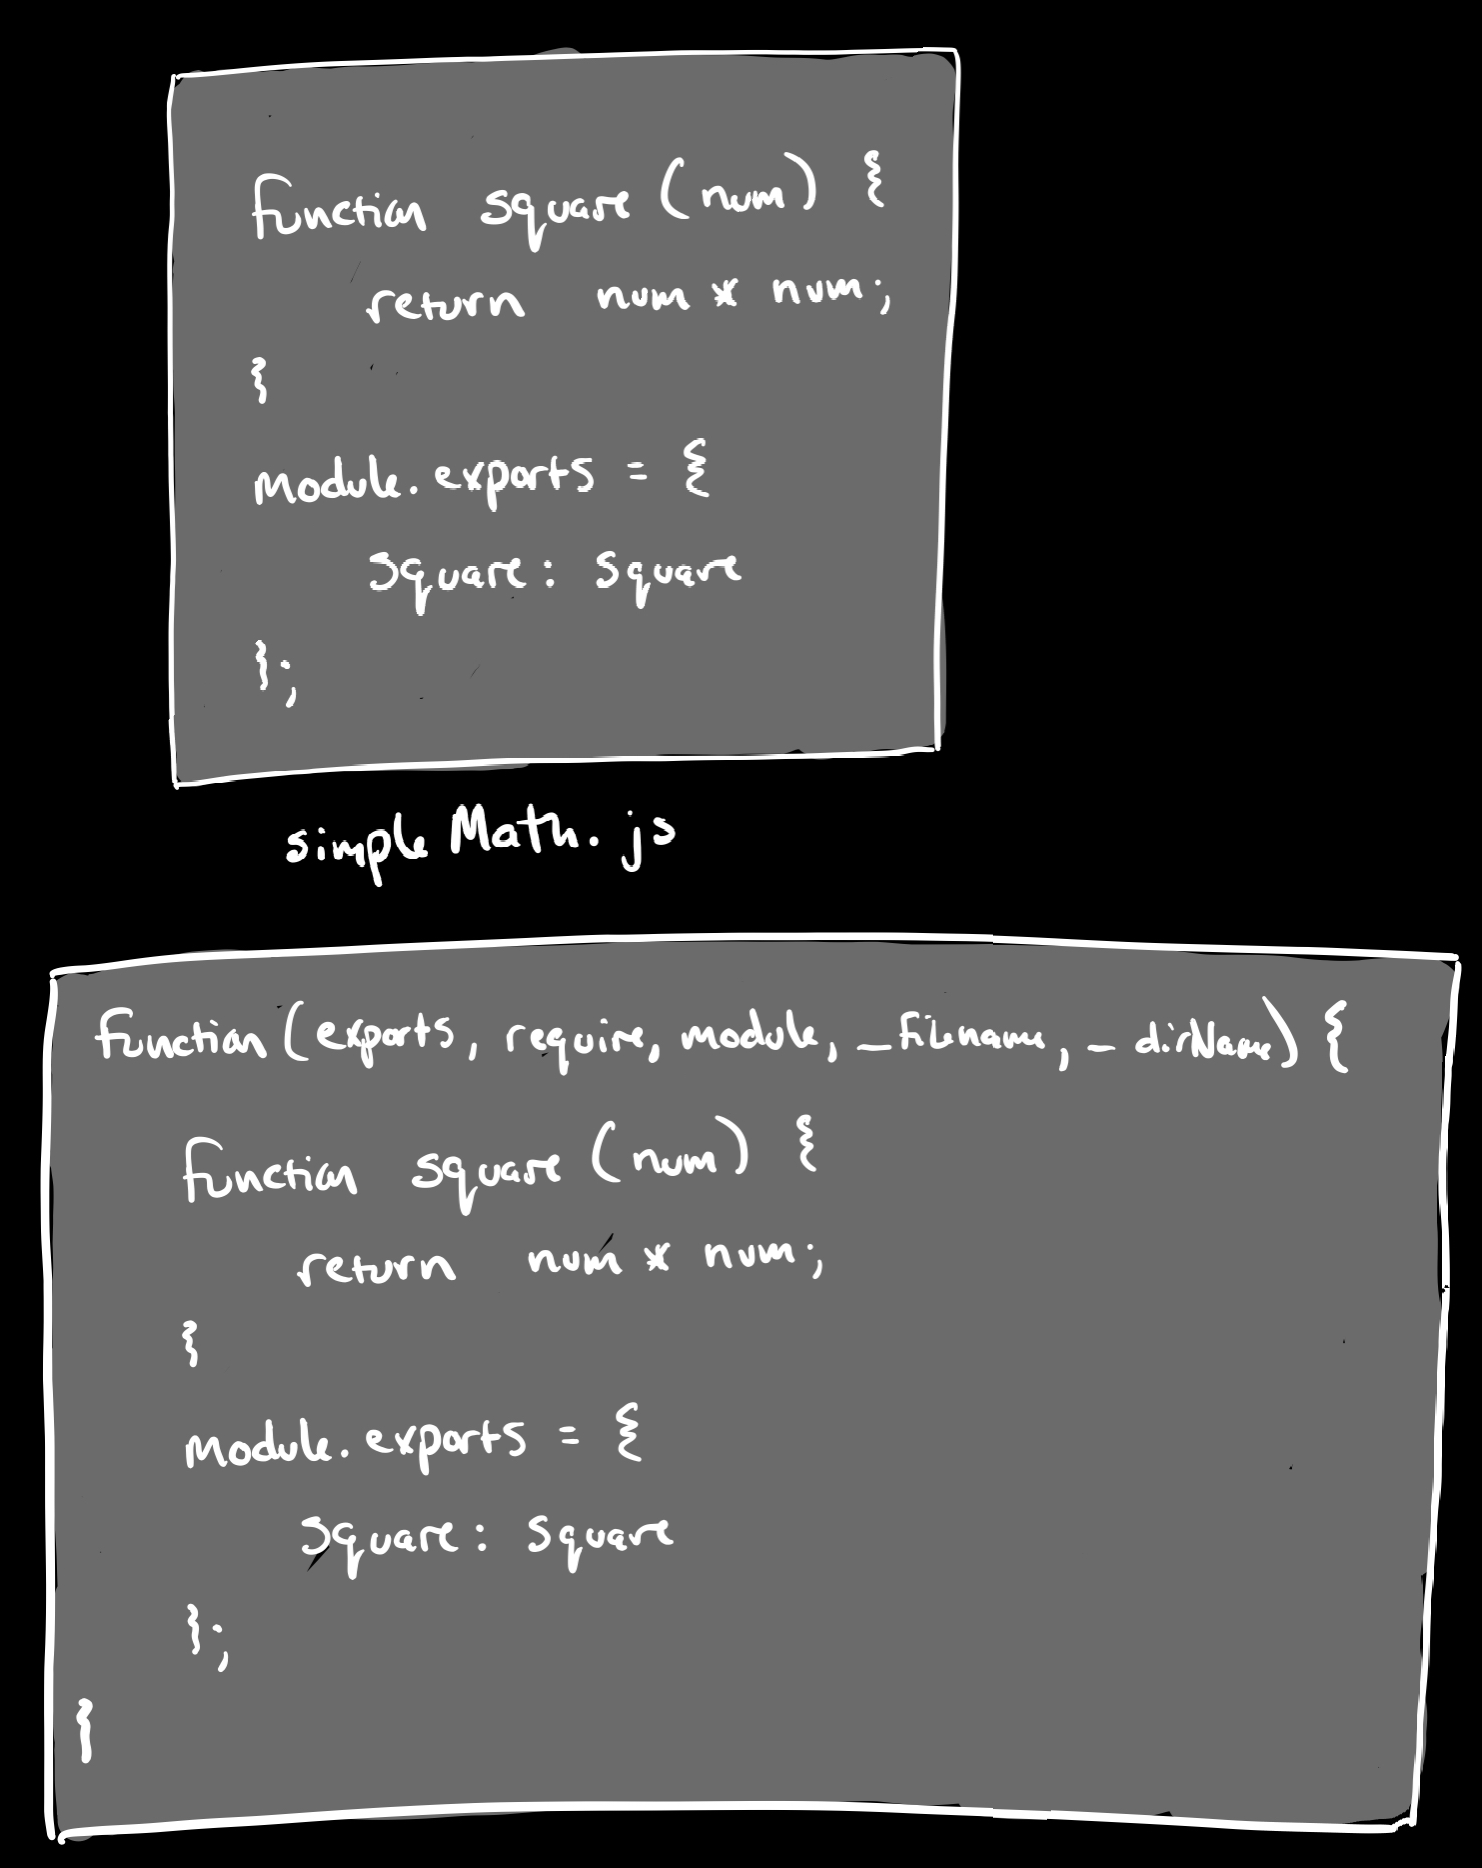 function square (num) {
return num * num;
}
module.exports = {
square: square
};
simpleMath.js
function (exports, require, module, _filename, _dirName) {
function square (num) {
return num * num;
}
module.exports = {
square: square
};
}